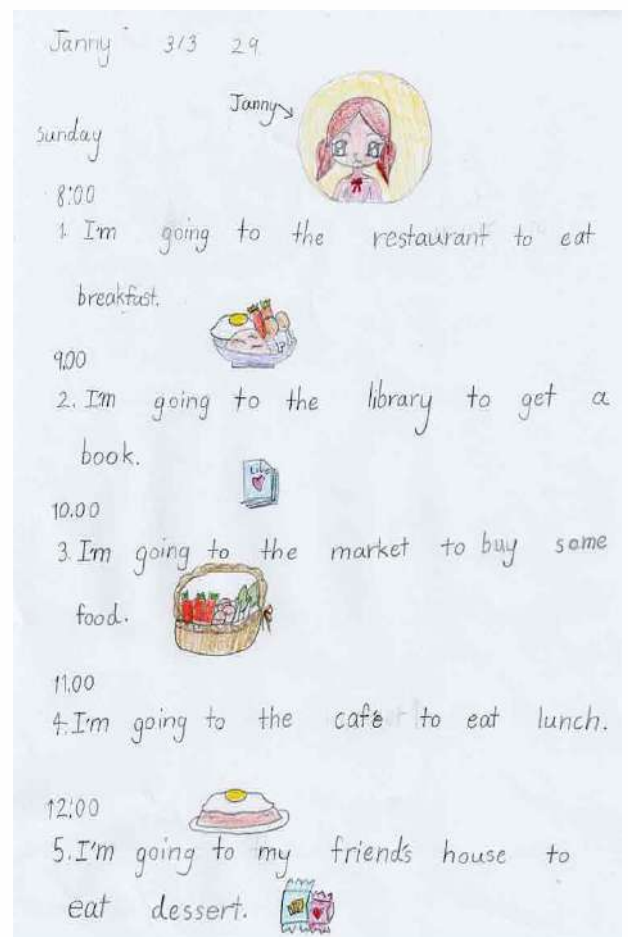 Janny 3/3 29
Janny
Sunday
8:00
1. I'm going to the restaurant to eat
breakfast.
9.00
2. I'm going to the library to get a
book.
10.00
3. I'm going to the market to buy some
food.
11.00
4. I'm going to the café to eat lunch.
12:00
5. I'm going to my friend's house to
eat dessert.